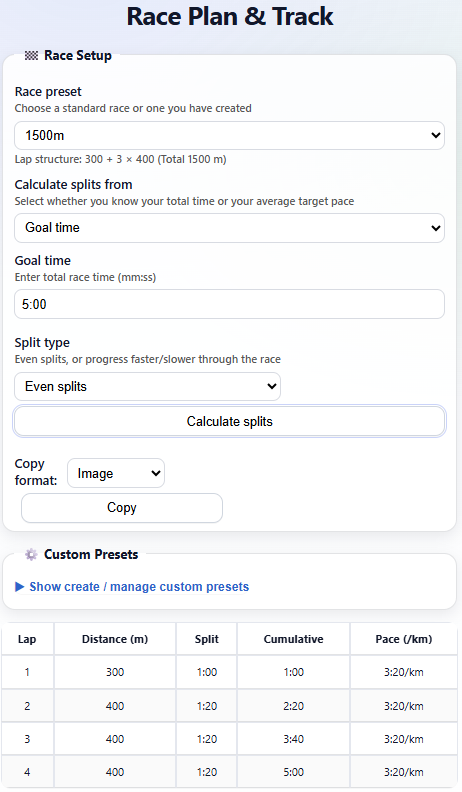 Race Plan & Track
Race Setup
Race preset
Choose a standard race or one you have created
1500m
Lap structure: 300 + 3 × 400 (Total 1500 m)
Calculate splits from
Select whether you know your total time or your average target pace
Goal time
Goal time
Enter total race time (mm:ss)
5:00
Split type
Even splits, or progress faster/slower through the race
Even splits
Calculate splits
Copy
format:
Image
Copy
Custom Presets
▶ Show create / manage custom presets
Lap Distance (m) Split Cumulative Pace (/km)
1 300 1:00 1:00 3:20/km
2 400 1:20 2:20 3:20/km
3 400 1:20 3:40 3:20/km
4 400 1:20 5:00 3:20/km